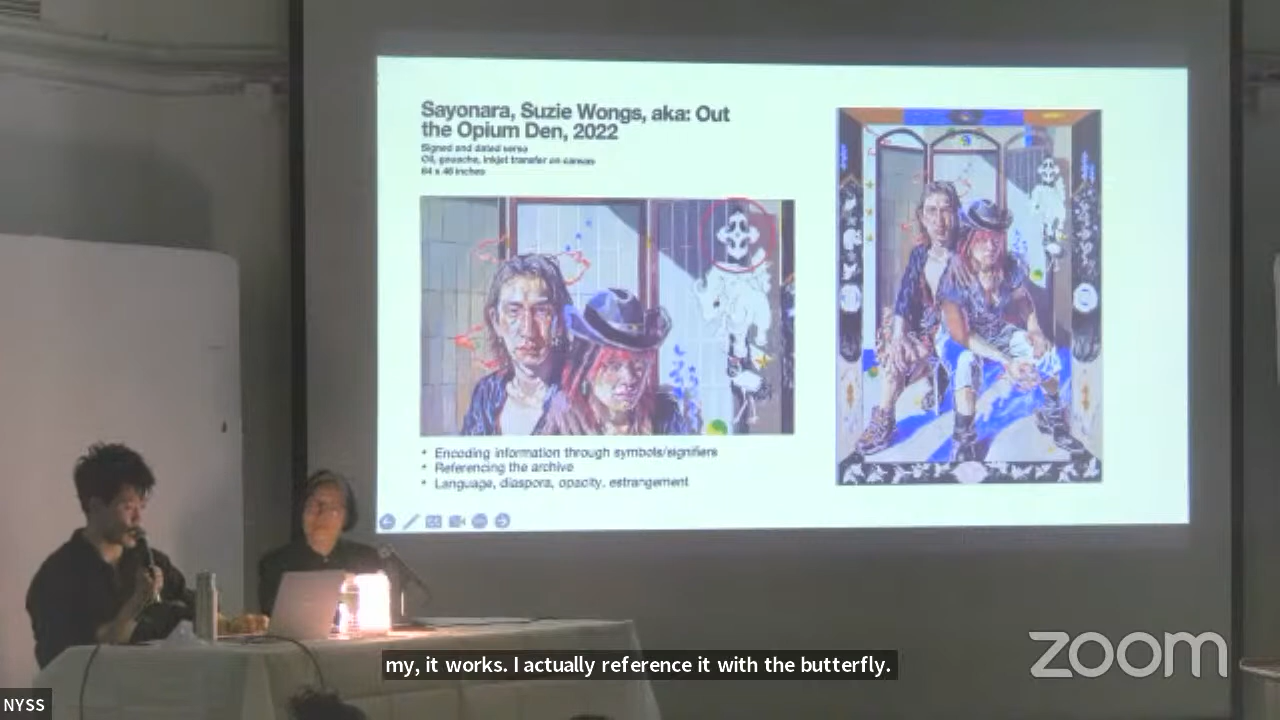 Sayonara, Suzie Wongs, aka: Out
the Opium Den, 2022
Signed and dated verso
Oil, gouache, inkjet transfer on canvas
64 x 46 inches
• Encoding information through symbols/signifiers
• Referencing the archive
• Language, diaspora, opacity, estrangement
my, it works. I actually reference it with the butterfly.
zoom
NYSS